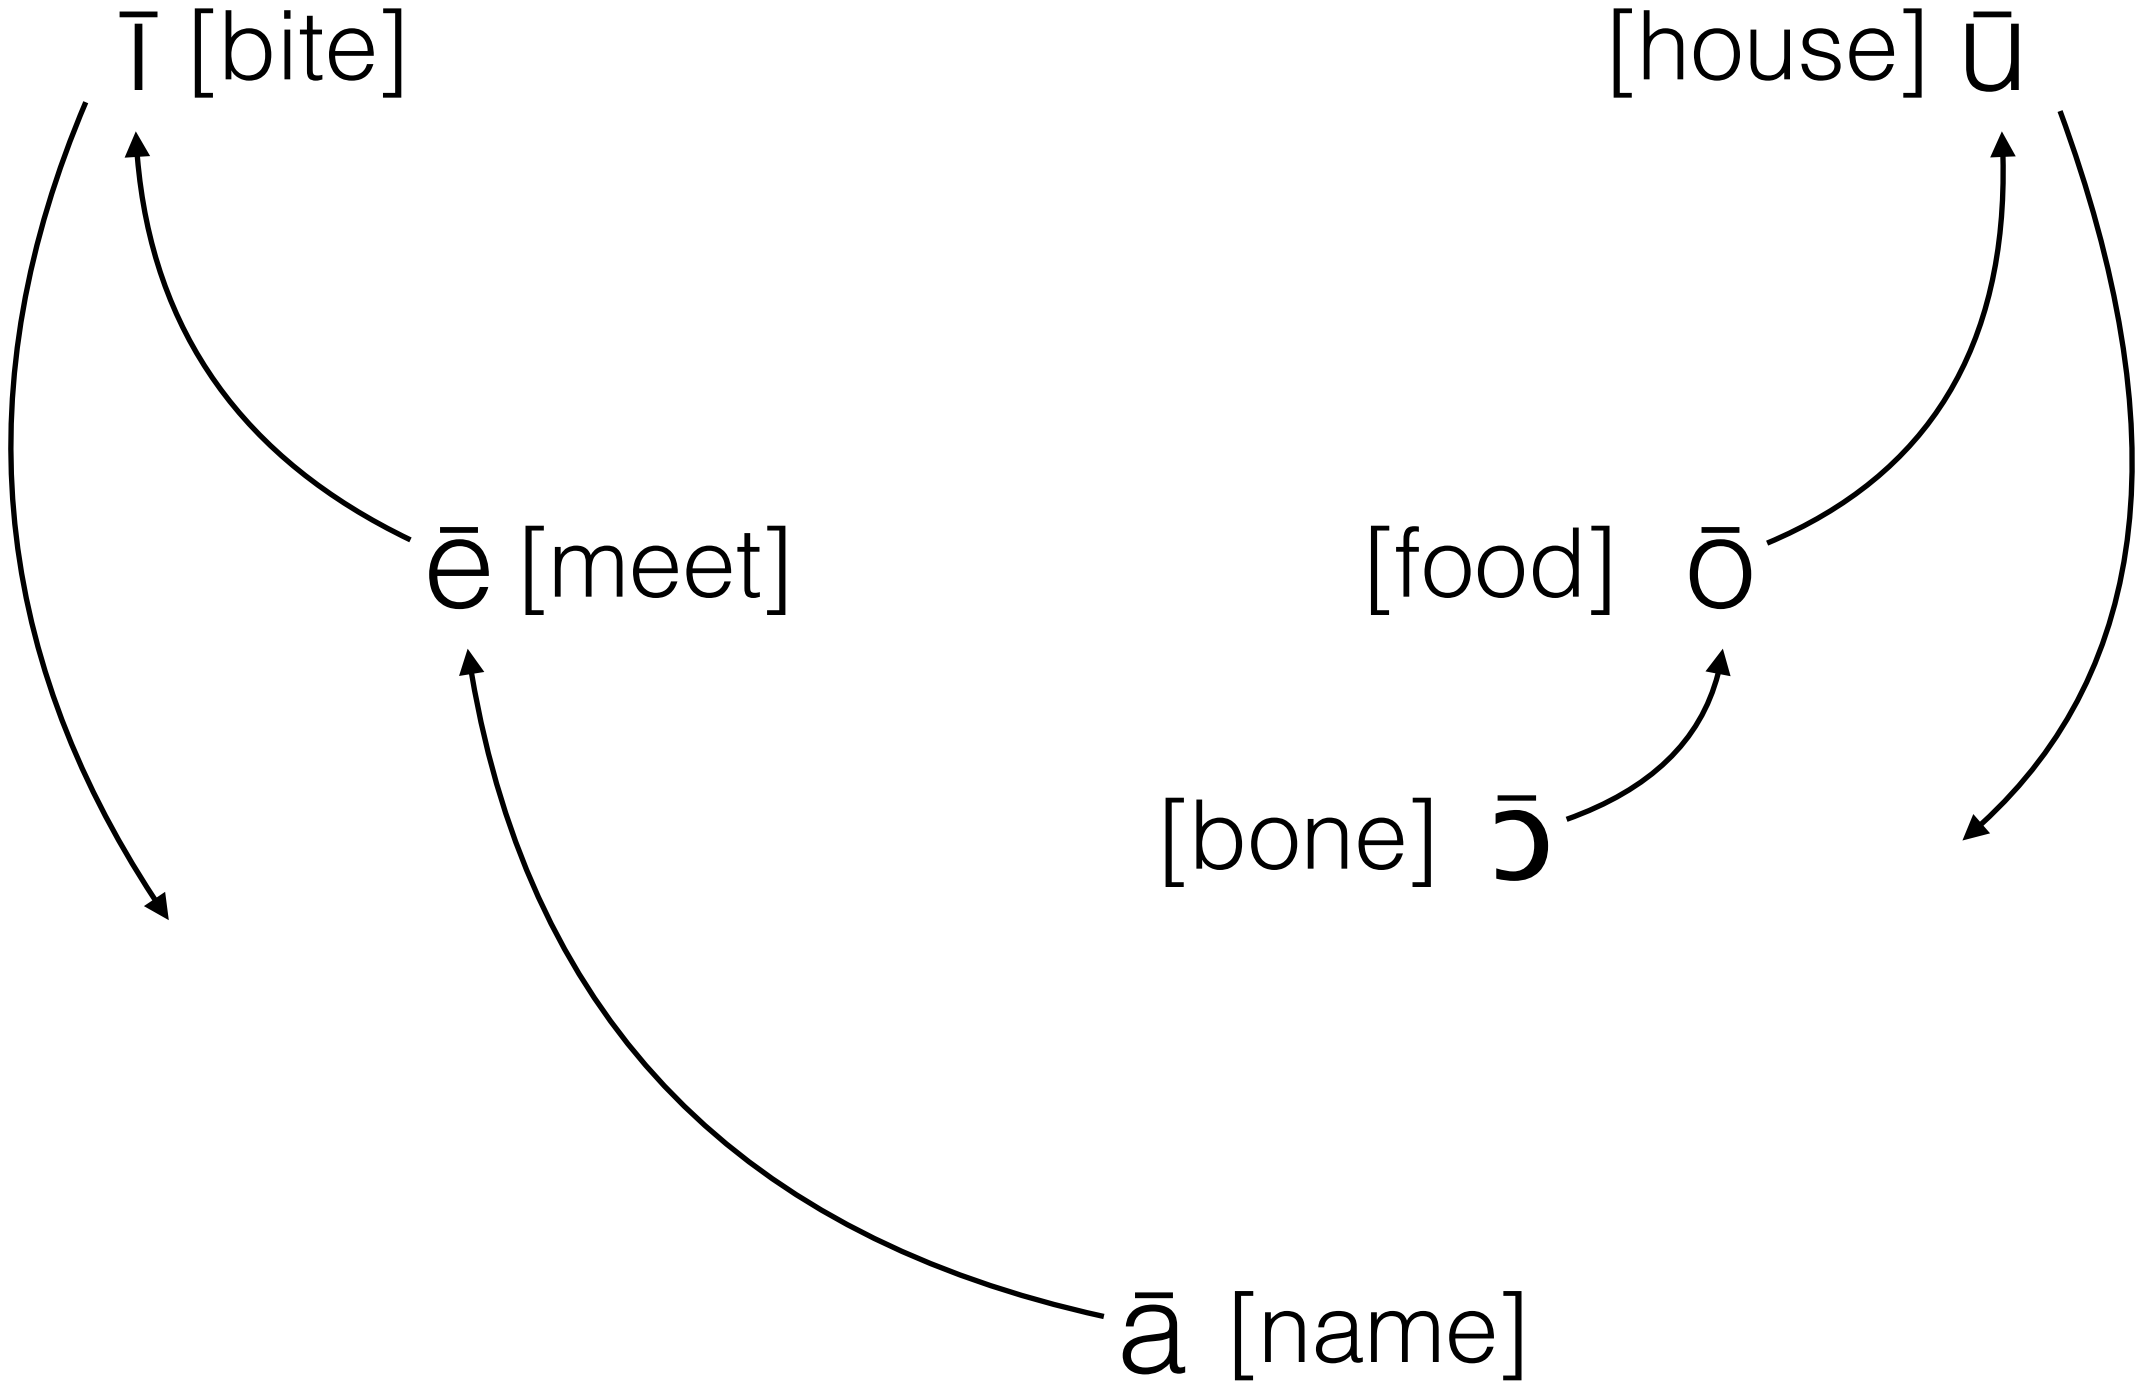 ī [bite]
[house] ū
ē [meet]
[food] ō
[bone] ɔ̄
ā [name]